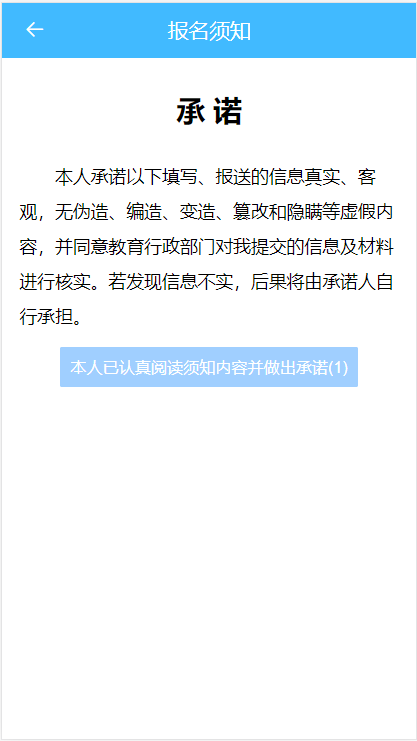 报名须知
承 诺
本人承诺以下填写、报送的信息真实、客
观，无伪造、编造、变造、篡改和隐瞒等虚假内
容，并同意教育行政部门对我提交的信息及材料
进行核实。若发现信息不实，后果将由承诺人自
行承担。
本人已认真阅读须知内容并做出承诺(1)